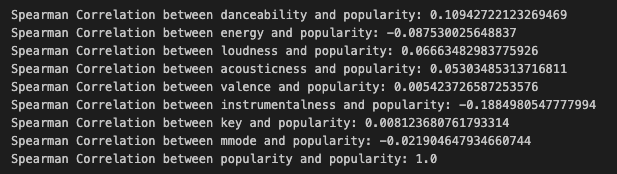 Spearman Correlation between danceability and popularity: 0.10942722123269469
Spearman Correlation between energy and popularity: -0.087530025648837
Spearman Correlation between loudness and popularity: 0.06663482983775926
Spearman Correlation between acousticness and popularity: 0.05303485313716811
Spearman Correlation between valence and popularity: 0.005423726587253576
Spearman Correlation between instrumentalness and popularity: -0.1884980547777994
Spearman Correlation between key and popularity: 0.008123680761793314
Spearman Correlation between mmode and popularity: -0.021904647934660744
Spearman Correlation between popularity and popularity: 1.0